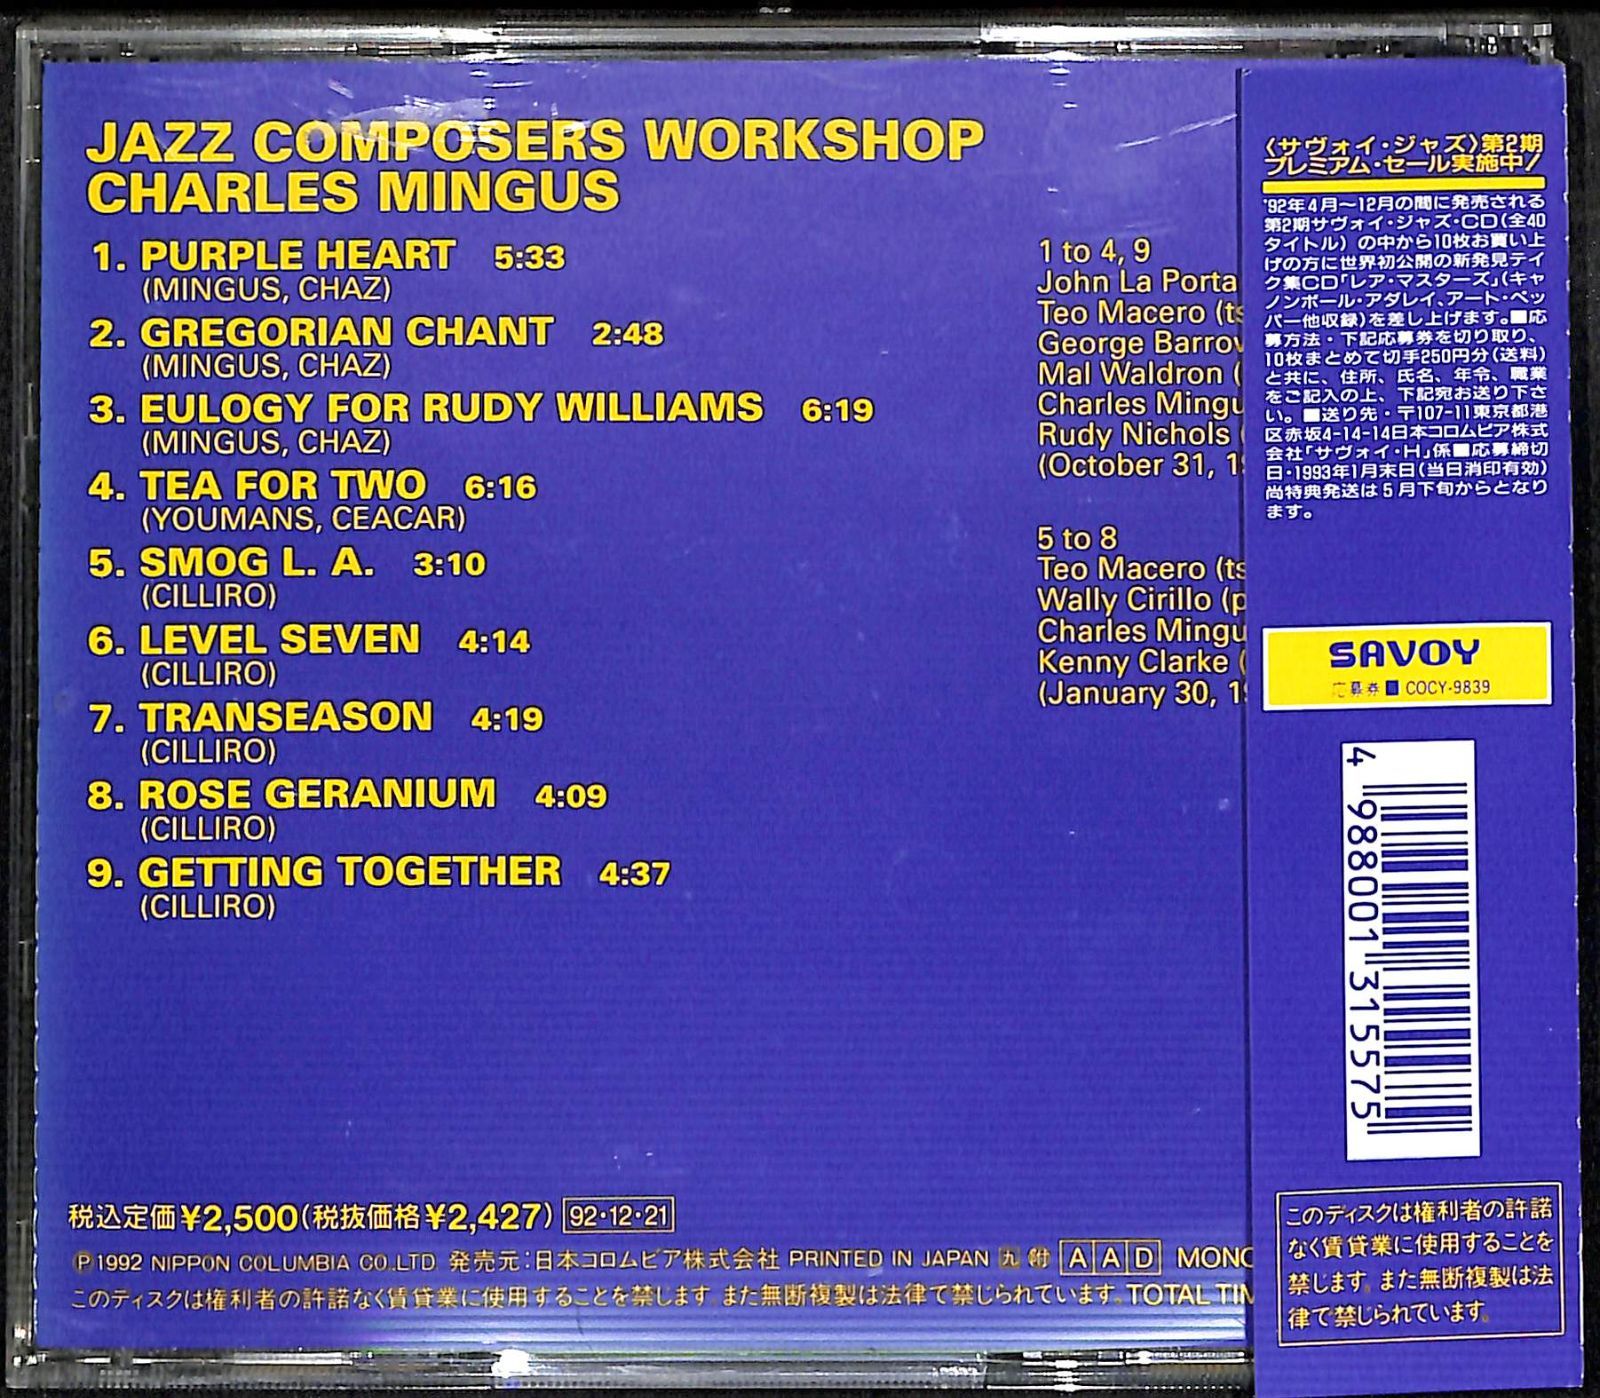 JAZZ COMPOSERS WORKSHOP
CHARLES MINGUS
1. PURPLE HEART 5:33
(MINGUS, CHAZ)
2. GREGORIAN CHANT 2:48
(MINGUS, CHAZ)
3. EULOGY FOR RUDY WILLIAMS 6:19
(MINGUS, CHAZ)
4. TEA FOR TWO 6:16
(YOUMANS, CEACAR)
5. SMOG L. A. 3:10
(CILLIRO)
6. LEVEL SEVEN 4:14
(CILLIRO)
7. TRANSEASON 4:19
(CILLIRO)
8. ROSE GERANIUM 4:09
(CILLIRO)
9. GETTING TOGETHER 4:37
(CILLIRO)
1 to 4, 9
John La Porta
Teo Macero (ts
George Barrov
Mal Waldron (
Charles Mingu
Rudy Nichols (
(October 31, 1
5 to 8
Teo Macero (ts
Wally Cirillo (p
Charles Mingu
Kenny Clarke (
(January 30, 1
税込定価¥2,500(税抜価格¥2,427) 92・12・21
Ⓟ1992 NIPPON COLUMBIA CO.,LTD. 発売元:日本コロムビア株式会社 PRINTED IN JAPAN 九 附 A A D MONO
このディスクは権利者の許諾なく賃貸業に使用することを禁じます。また無断複製は法律で禁じられています。TOTAL TIM
〈サヴォイ・ジャズ〉第2期
プレミアム・セール実施中!
'92年4月〜12月の間に発売される
第2期サヴォイ・ジャズ・CD(全40
タイトル)の中から10枚お買い上
げの方に世界初公開の新発見テイ
ク集CD「レア・マスターズ」(キャ
ノンボール・アダレイ、アート・ペッ
パー他収録)を差し上げます。■応
募方法・下記応募券を切り取り、
10枚まとめて切手250円分(送料)
と共に、住所、氏名、年令、職業
をご記入の上、下記宛お送り下さ
い。■送り先・〒107-11東京都港
区赤坂4-14-14日本コロムビア株式
会社「サヴォイ・H」係■応募締切
日・1993年1月末日(当日消印有効)
尚特典発送は5月下旬からとなり
ます。
SAVOY
応募券■COCY-9839
4 988001 315575
このディスクは権利者の許諾
なく賃貸業に使用することを
禁じます。また無断複製は法
律で禁じられています。